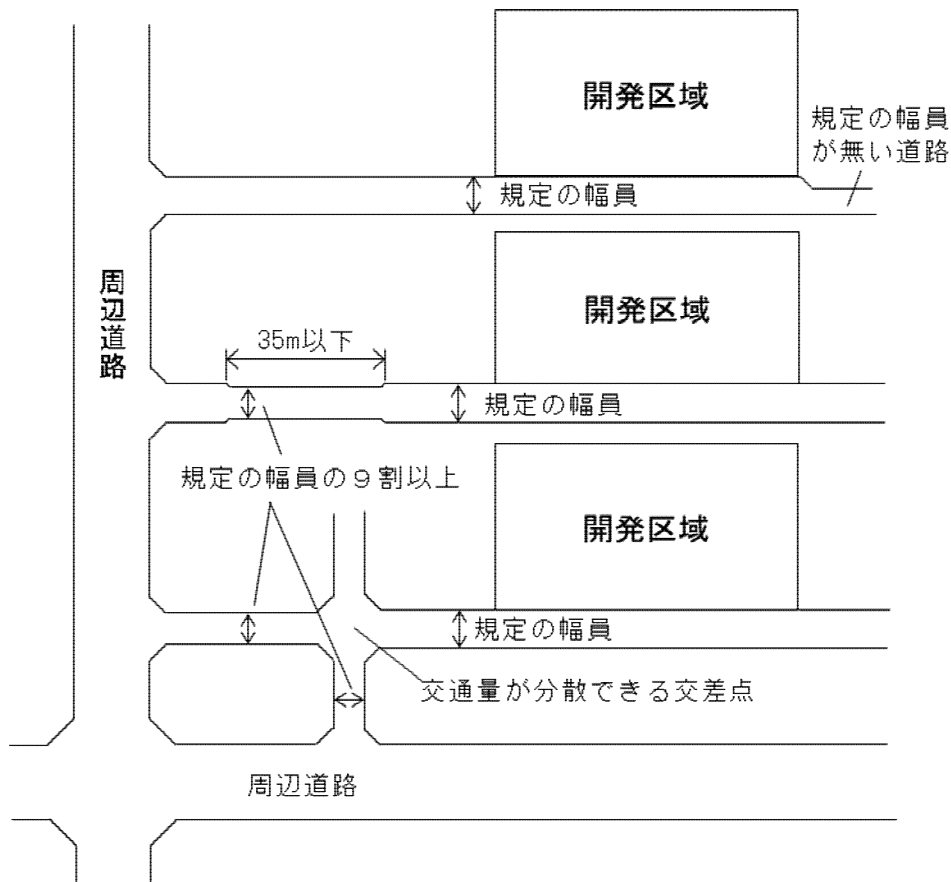 開発区域
規定の幅員
が無い道路
規定の幅員
周辺道路
開発区域
35m以下
規定の幅員
規定の幅員の９割以上
開発区域
規定の幅員
交通量が分散できる交差点
周辺道路